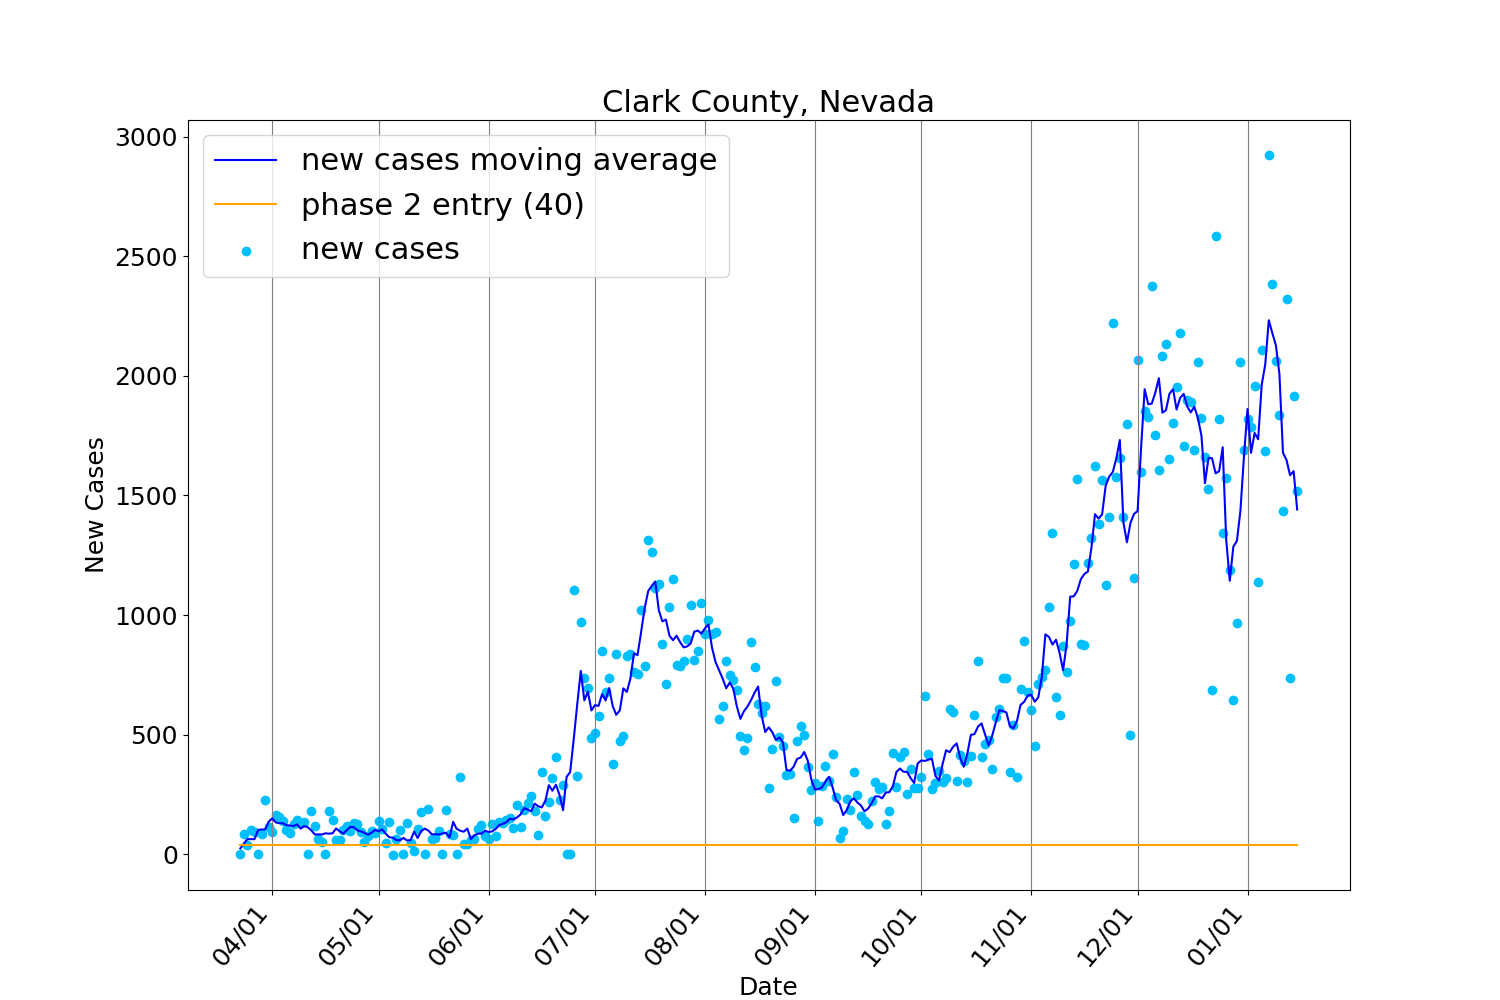 Clark County, Nevada
3000
2500
2000
1500
1000
500
0
New Cases
new cases moving average
phase 2 entry (40)
new cases
04/01
05/01
06/01
07/01
08/01
09/01
10/01
11/01
12/01
01/01
Date